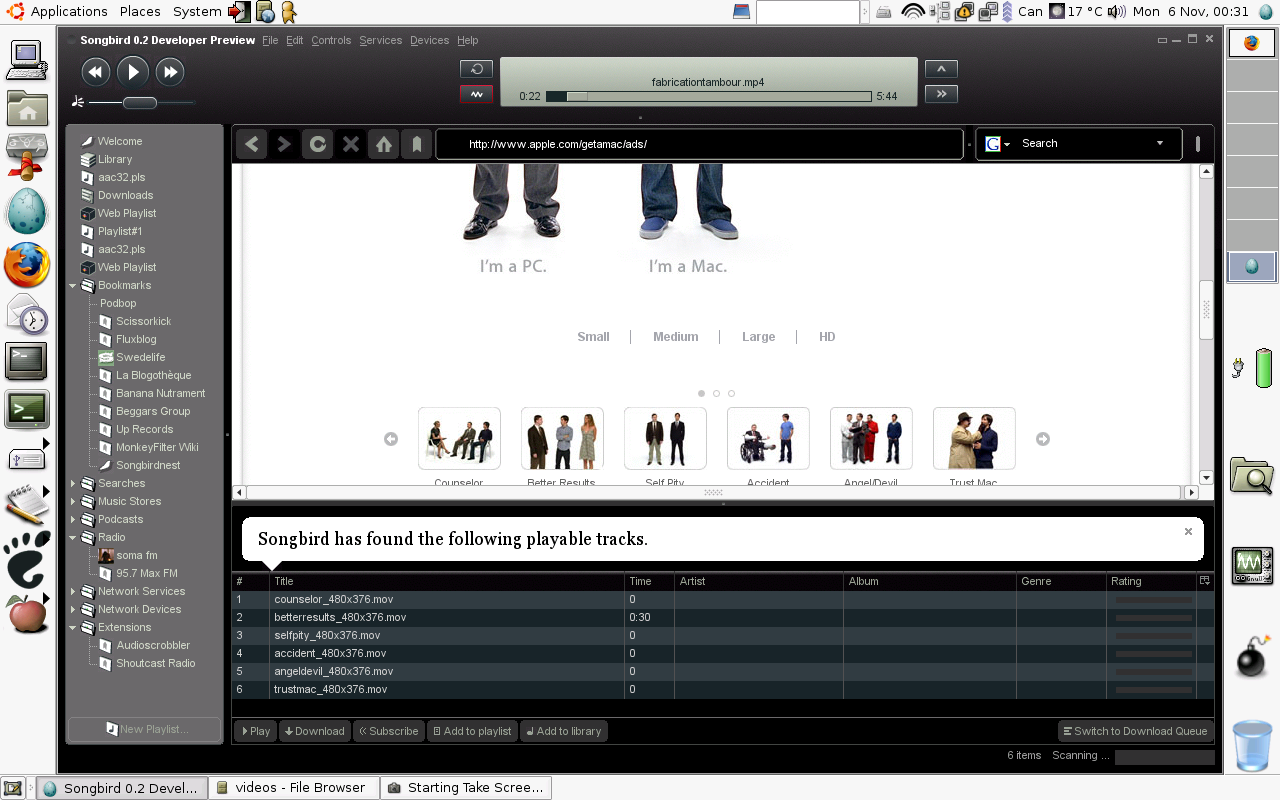 Applications Places System Can 17 °C Mon 6 Nov, 00:31
Songbird 0.2 Developer Preview File Edit Controls Services Devices Help
fabricationtambour.mp4
0:22 5:44
http://www.apple.com/getamac/ads/
G Search
Welcome
Library
aac32.pls
Downloads
Web Playlist
Playlist#1
aac32.pls
Web Playlist
Bookmarks
Podbop
Scissorkick
Fluxblog
Swedelife
La Blogothèque
Banana Nutrament
Beggars Group
Up Records
MonkeyFilter Wiki
Songbirdnest
Searches
Music Stores
Podcasts
Radio
soma fm
95.7 Max FM
Network Services
Network Devices
Extensions
Audioscrobbler
Shoutcast Radio
New Playlist...
I'm a PC. I'm a Mac.
Small Medium Large HD
Counselor Better Results Self Pity Accident Angel/Devil Trust Mac
Songbird has found the following playable tracks.
# Title Time Artist Album Genre Rating
1 counselor_480x376.mov 0
2 betterresults_480x376.mov 0:30
3 selfpity_480x376.mov 0
4 accident_480x376.mov 0
5 angeldevil_480x376.mov 0
6 trustmac_480x376.mov 0
Play Download Subscribe Add to playlist Add to library Switch to Download Queue
6 items Scanning ...
Songbird 0.2 Devel... videos - File Browser Starting Take Scree...